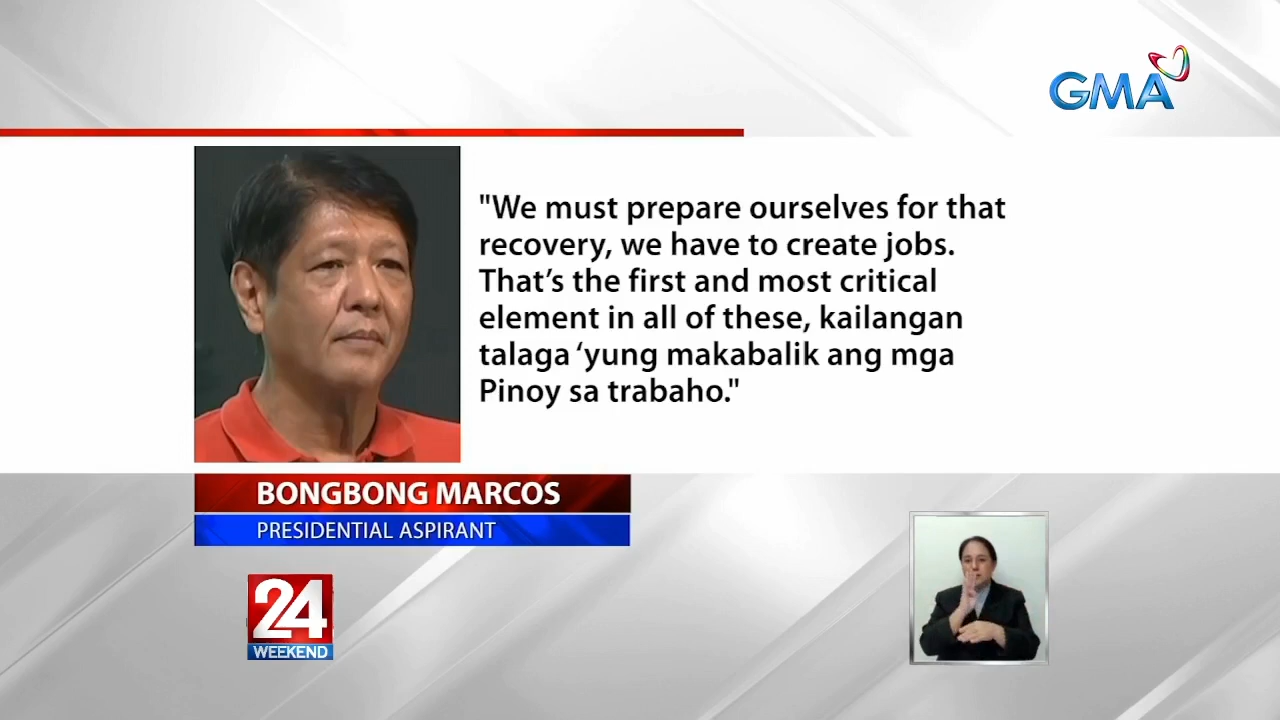 GMA
"We must prepare ourselves for that
recovery, we have to create jobs.
That’s the first and most critical
element in all of these, kailangan
talaga ‘yung makabalik ang mga
Pinoy sa trabaho."
BONGBONG MARCOS
PRESIDENTIAL ASPIRANT
24
WEEKEND